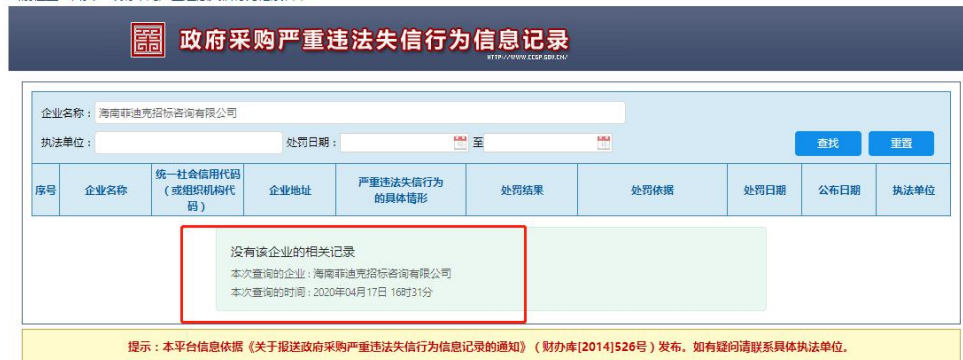 政府采购严重违法失信行为信息记录
HTTP://WWW.CCGP.GOV.CN/
企业名称：海南菲迪克招标咨询有限公司
执法单位： 处罚日期： 至 查找 重置
序号 企业名称 统一社会信用代码（或组织机构代码） 企业地址 严重违法失信行为的具体情形 处罚结果 处罚依据 处罚日期 公布日期 执法单位
没有该企业的相关记录
本次查询的企业：海南菲迪克招标咨询有限公司
本次查询的时间：2020年04月17日 16时31分
提示：本平台信息依据《关于报送政府采购严重违法失信行为信息记录的通知》（财办库[2014]526号）发布。如有疑问请联系具体执法单位。